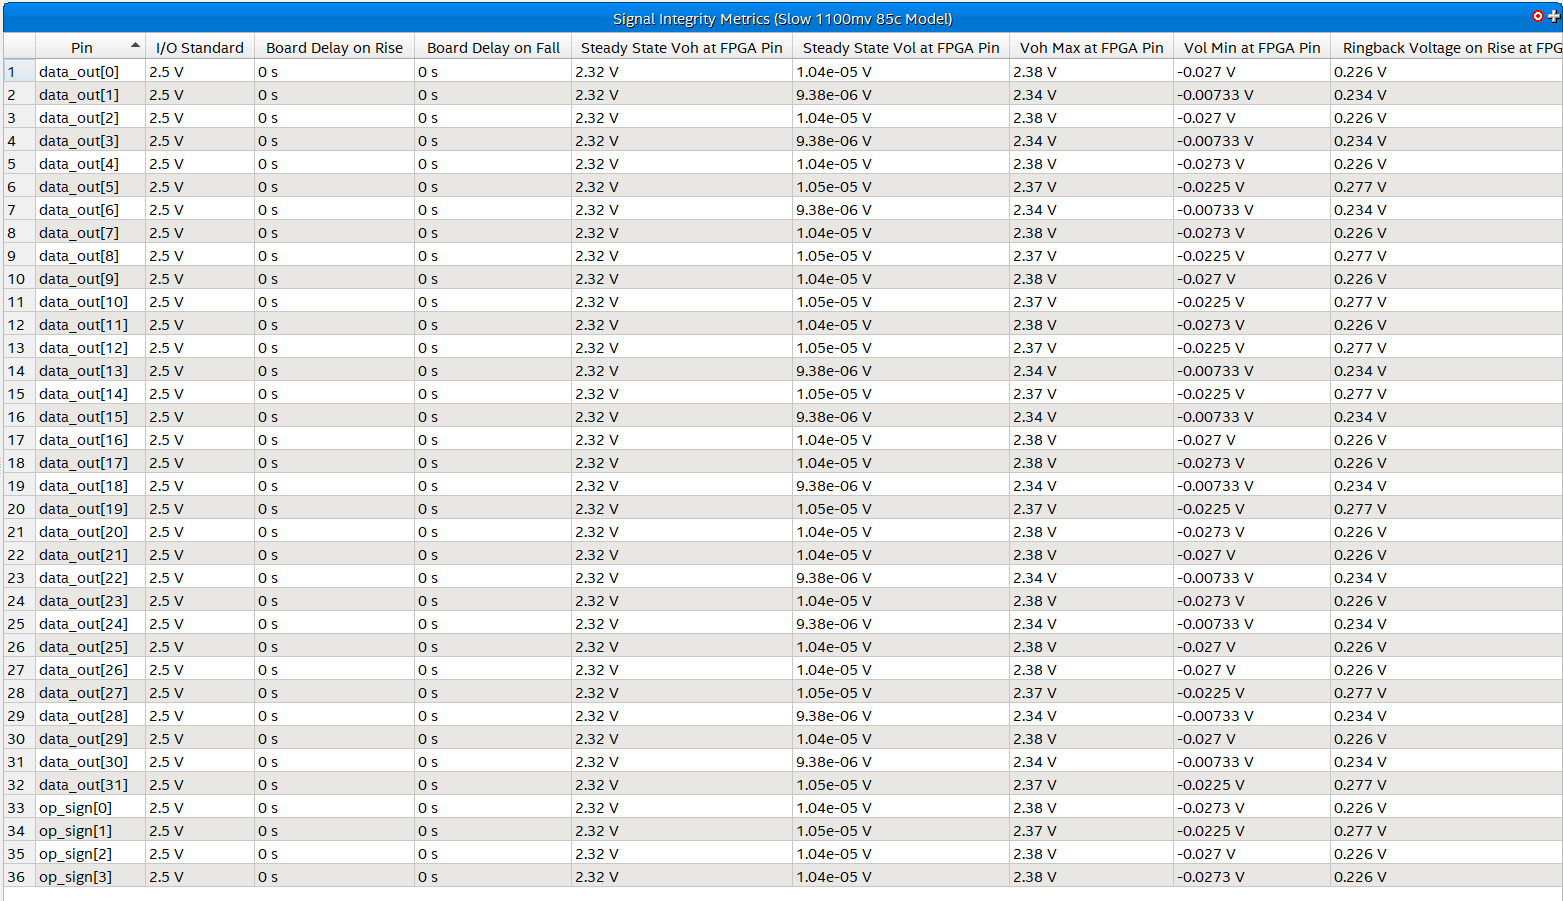 Signal Integrity Metrics (Slow 1100mv 85c Model)
Pin I/O Standard Board Delay on Rise Board Delay on Fall Steady State Voh at FPGA Pin Steady State Vol at FPGA Pin Voh Max at FPGA Pin Vol Min at FPGA Pin Ringback Voltage on Rise at FPG
1 data_out[0] 2.5 V 0 s 0 s 2.32 V 1.04e-05 V 2.38 V -0.027 V 0.226 V
2 data_out[1] 2.5 V 0 s 0 s 2.32 V 9.38e-06 V 2.34 V -0.00733 V 0.234 V
3 data_out[2] 2.5 V 0 s 0 s 2.32 V 1.04e-05 V 2.38 V -0.027 V 0.226 V
4 data_out[3] 2.5 V 0 s 0 s 2.32 V 9.38e-06 V 2.34 V -0.00733 V 0.234 V
5 data_out[4] 2.5 V 0 s 0 s 2.32 V 1.04e-05 V 2.38 V -0.0273 V 0.226 V
6 data_out[5] 2.5 V 0 s 0 s 2.32 V 1.05e-05 V 2.37 V -0.0225 V 0.277 V
7 data_out[6] 2.5 V 0 s 0 s 2.32 V 9.38e-06 V 2.34 V -0.00733 V 0.234 V
8 data_out[7] 2.5 V 0 s 0 s 2.32 V 1.04e-05 V 2.38 V -0.0273 V 0.226 V
9 data_out[8] 2.5 V 0 s 0 s 2.32 V 1.05e-05 V 2.37 V -0.0225 V 0.277 V
10 data_out[9] 2.5 V 0 s 0 s 2.32 V 1.04e-05 V 2.38 V -0.027 V 0.226 V
11 data_out[10] 2.5 V 0 s 0 s 2.32 V 1.05e-05 V 2.37 V -0.0225 V 0.277 V
12 data_out[11] 2.5 V 0 s 0 s 2.32 V 1.04e-05 V 2.38 V -0.0273 V 0.226 V
13 data_out[12] 2.5 V 0 s 0 s 2.32 V 1.05e-05 V 2.37 V -0.0225 V 0.277 V
14 data_out[13] 2.5 V 0 s 0 s 2.32 V 9.38e-06 V 2.34 V -0.00733 V 0.234 V
15 data_out[14] 2.5 V 0 s 0 s 2.32 V 1.05e-05 V 2.37 V -0.0225 V 0.277 V
16 data_out[15] 2.5 V 0 s 0 s 2.32 V 9.38e-06 V 2.34 V -0.00733 V 0.234 V
17 data_out[16] 2.5 V 0 s 0 s 2.32 V 1.04e-05 V 2.38 V -0.027 V 0.226 V
18 data_out[17] 2.5 V 0 s 0 s 2.32 V 1.04e-05 V 2.38 V -0.0273 V 0.226 V
19 data_out[18] 2.5 V 0 s 0 s 2.32 V 9.38e-06 V 2.34 V -0.00733 V 0.234 V
20 data_out[19] 2.5 V 0 s 0 s 2.32 V 1.05e-05 V 2.37 V -0.0225 V 0.277 V
21 data_out[20] 2.5 V 0 s 0 s 2.32 V 1.04e-05 V 2.38 V -0.0273 V 0.226 V
22 data_out[21] 2.5 V 0 s 0 s 2.32 V 1.04e-05 V 2.38 V -0.027 V 0.226 V
23 data_out[22] 2.5 V 0 s 0 s 2.32 V 9.38e-06 V 2.34 V -0.00733 V 0.234 V
24 data_out[23] 2.5 V 0 s 0 s 2.32 V 1.04e-05 V 2.38 V -0.0273 V 0.226 V
25 data_out[24] 2.5 V 0 s 0 s 2.32 V 9.38e-06 V 2.34 V -0.00733 V 0.234 V
26 data_out[25] 2.5 V 0 s 0 s 2.32 V 1.04e-05 V 2.38 V -0.027 V 0.226 V
27 data_out[26] 2.5 V 0 s 0 s 2.32 V 1.04e-05 V 2.38 V -0.027 V 0.226 V
28 data_out[27] 2.5 V 0 s 0 s 2.32 V 1.05e-05 V 2.37 V -0.0225 V 0.277 V
29 data_out[28] 2.5 V 0 s 0 s 2.32 V 9.38e-06 V 2.34 V -0.00733 V 0.234 V
30 data_out[29] 2.5 V 0 s 0 s 2.32 V 1.04e-05 V 2.38 V -0.027 V 0.226 V
31 data_out[30] 2.5 V 0 s 0 s 2.32 V 9.38e-06 V 2.34 V -0.00733 V 0.234 V
32 data_out[31] 2.5 V 0 s 0 s 2.32 V 1.05e-05 V 2.37 V -0.0225 V 0.277 V
33 op_sign[0] 2.5 V 0 s 0 s 2.32 V 1.04e-05 V 2.38 V -0.0273 V 0.226 V
34 op_sign[1] 2.5 V 0 s 0 s 2.32 V 1.05e-05 V 2.37 V -0.0225 V 0.277 V
35 op_sign[2] 2.5 V 0 s 0 s 2.32 V 1.04e-05 V 2.38 V -0.027 V 0.226 V
36 op_sign[3] 2.5 V 0 s 0 s 2.32 V 1.04e-05 V 2.38 V -0.0273 V 0.226 V